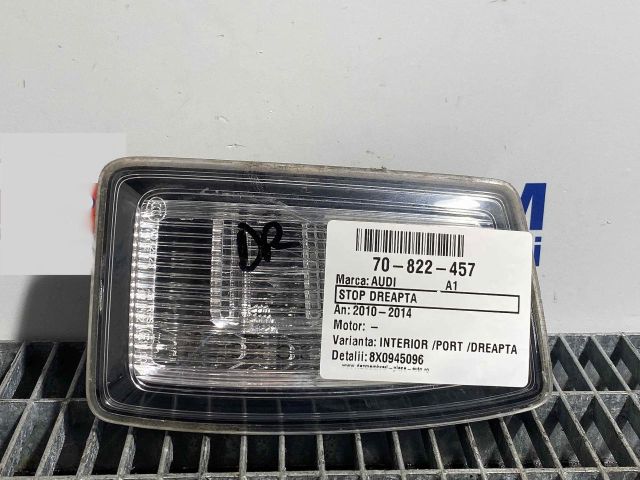 DR
70-822-457
Marca: AUDI A1
STOP DREAPTA
An: 2010-2014
Motor: -
Varianta: INTERIOR /PORT /DREAPTA
Detalii: 8X0945096
M